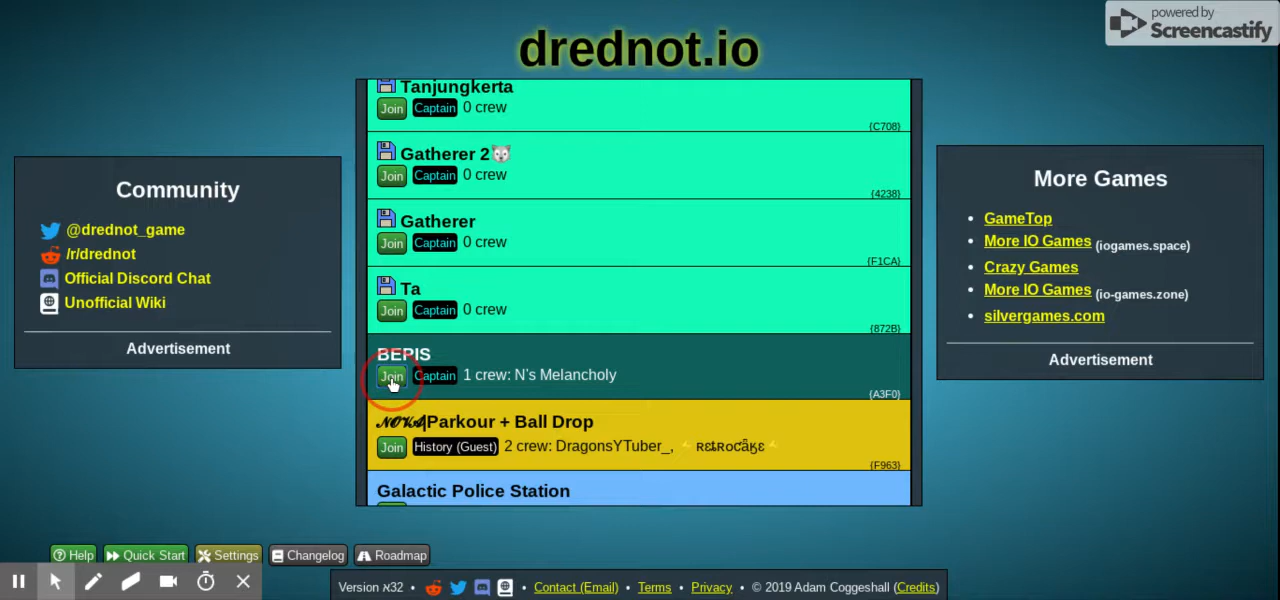 powered by
Screencastify
drednot.io
Tanjungkerta
Join Captain 0 crew
{C708}
Gatherer 2🐺
Join Captain 0 crew
{4238}
Gatherer
Join Captain 0 crew
{F1CA}
Ta
Join Captain 0 crew
{872B}
BEPIS
Join Captain 1 crew: N's Melancholy
{A3F0}
𝓝𝓞𝓥𝓐|Parkour + Ball Drop
Join History (Guest) 2 crew: DragonsYTuber_,
{F963}
Galactic Police Station
Community
@drednot_game
/r/drednot
Official Discord Chat
Unofficial Wiki
Advertisement
More Games
• GameTop
• More IO Games (iogames.space)
• Crazy Games
• More IO Games (io-games.zone)
• silvergames.com
Advertisement
Help Quick Start Settings Changelog Roadmap
Version א32 • • Contact (Email) • Terms • Privacy • © 2019 Adam Coggeshall (Credits)